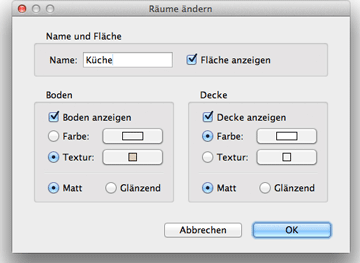 Räume ändern
Name und Fläche
Name: Küche Fläche anzeigen
Boden Decke
Boden anzeigen Decke anzeigen
Farbe: Farbe:
Textur: Textur:
Matt Glänzend Matt Glänzend
Abbrechen OK